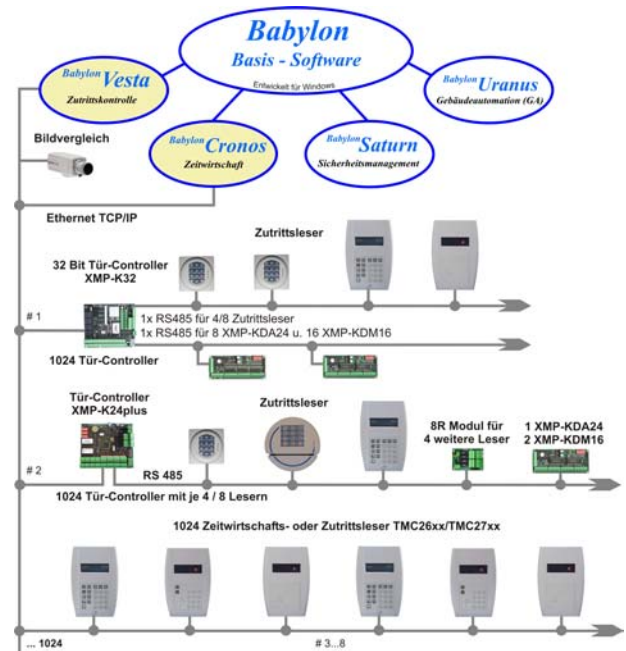 Babylon
Basis - Software
Entwickelt für Windows
Babylon Vesta
Zutrittskontrolle
Babylon Uranus
Gebäudeautomation (GA)
Babylon Cronos
Zeitwirtschaft
Babylon Saturn
Sicherheitsmanagement
Bildvergleich
Ethernet TCP/IP
Zutrittsleser
32 Bit Tür-Controller
XMP-K32
# 1
1x RS485 für 4/8 Zutrittsleser
1x RS485 für 8 XMP-KDA24 u. 16 XMP-KDM16
1024 Tür-Controller
Tür-Controller
XMP-K24plus
Zutrittsleser
8R Modul für
4 weitere Leser
1 XMP-KDA24
2 XMP-KDM16
# 2
RS 485
1024 Tür-Controller mit je 4 / 8 Lesern
1024 Zeitwirtschafts- oder Zutrittsleser TMC26xx/TMC27xx
... 1024
# 3...8